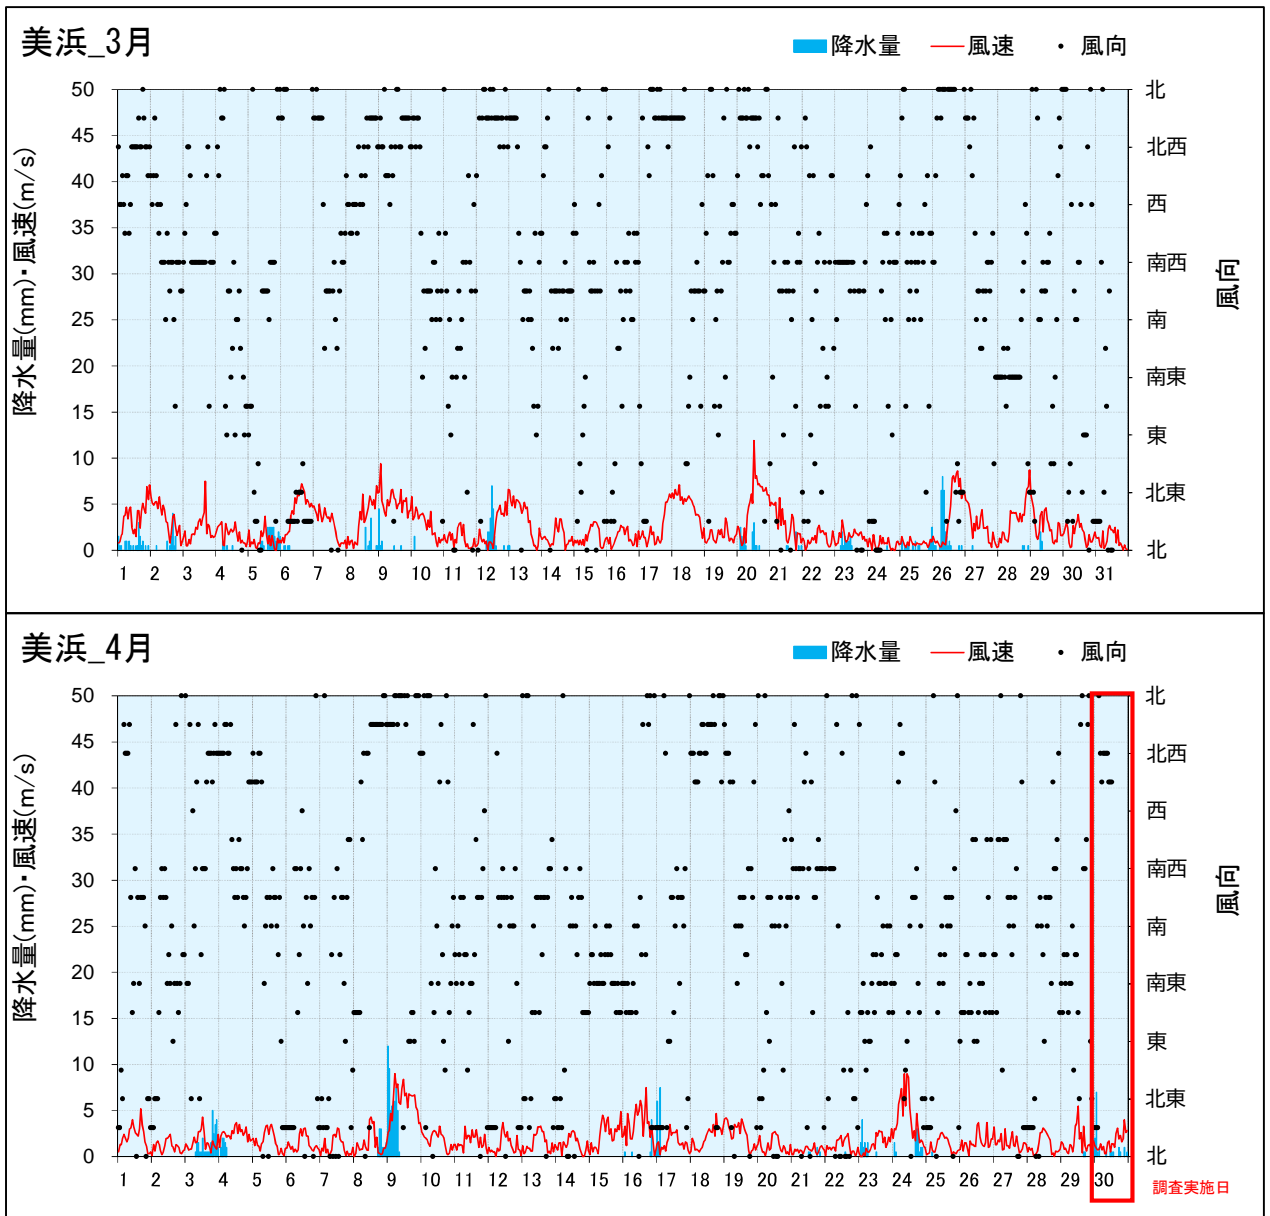 美浜_3月
降水量 風速 風向
50 北
45
40 北西
35 西
30 南西
25 南
20 南東
15 東
10
5 北東
0 北
降水量(mm)・風速(m/s)
風向
1 2 3 4 5 6 7 8 9 10 11 12 13 14 15 16 17 18 19 20 21 22 23 24 25 26 27 28 29 30 31
美浜_4月
降水量 風速 風向
50 北
45
40 北西
35 西
30 南西
25 南
20 南東
15 東
10
5 北東
0 北
降水量(mm)・風速(m/s)
風向
1 2 3 4 5 6 7 8 9 10 11 12 13 14 15 16 17 18 19 20 21 22 23 24 25 26 27 28 29 30
調査実施日